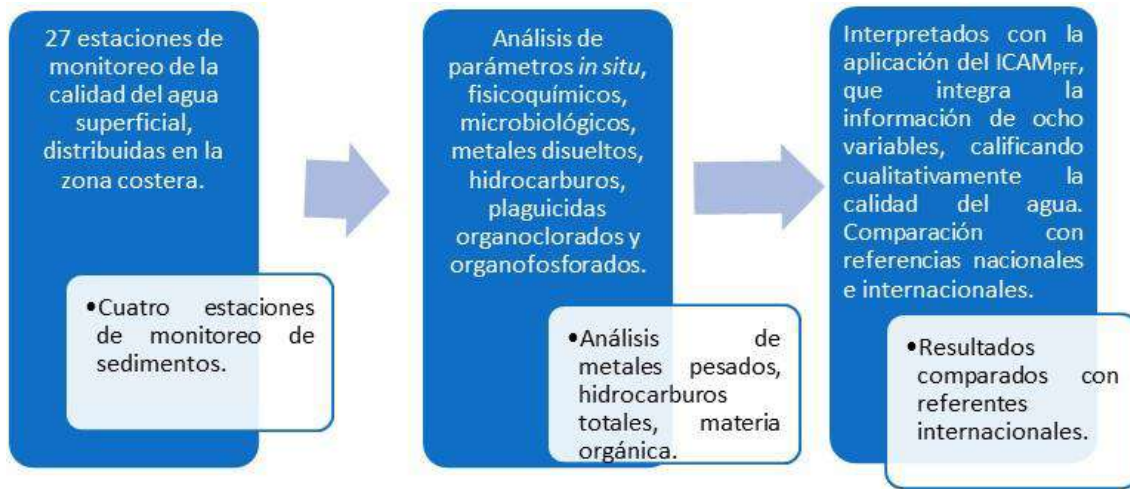 27 estaciones de
monitoreo de la
calidad del agua
superficial,
distribuidas en la
zona costera.
•Cuatro estaciones
de monitoreo de
sedimentos.
Análisis de
parámetros in situ,
fisicoquímicos,
microbiológicos,
metales disueltos,
hidrocarburos,
plaguicidas
organoclorados y
organofosforados.
•Análisis de
metales pesados,
hidrocarburos
totales, materia
orgánica.
Interpretados con la
aplicación del ICAMPFF,
que integra la
información de ocho
variables, calificando
cualitativamente la
calidad del agua.
Comparación con
referencias nacionales
e internacionales.
•Resultados
comparados con
referentes
internacionales.